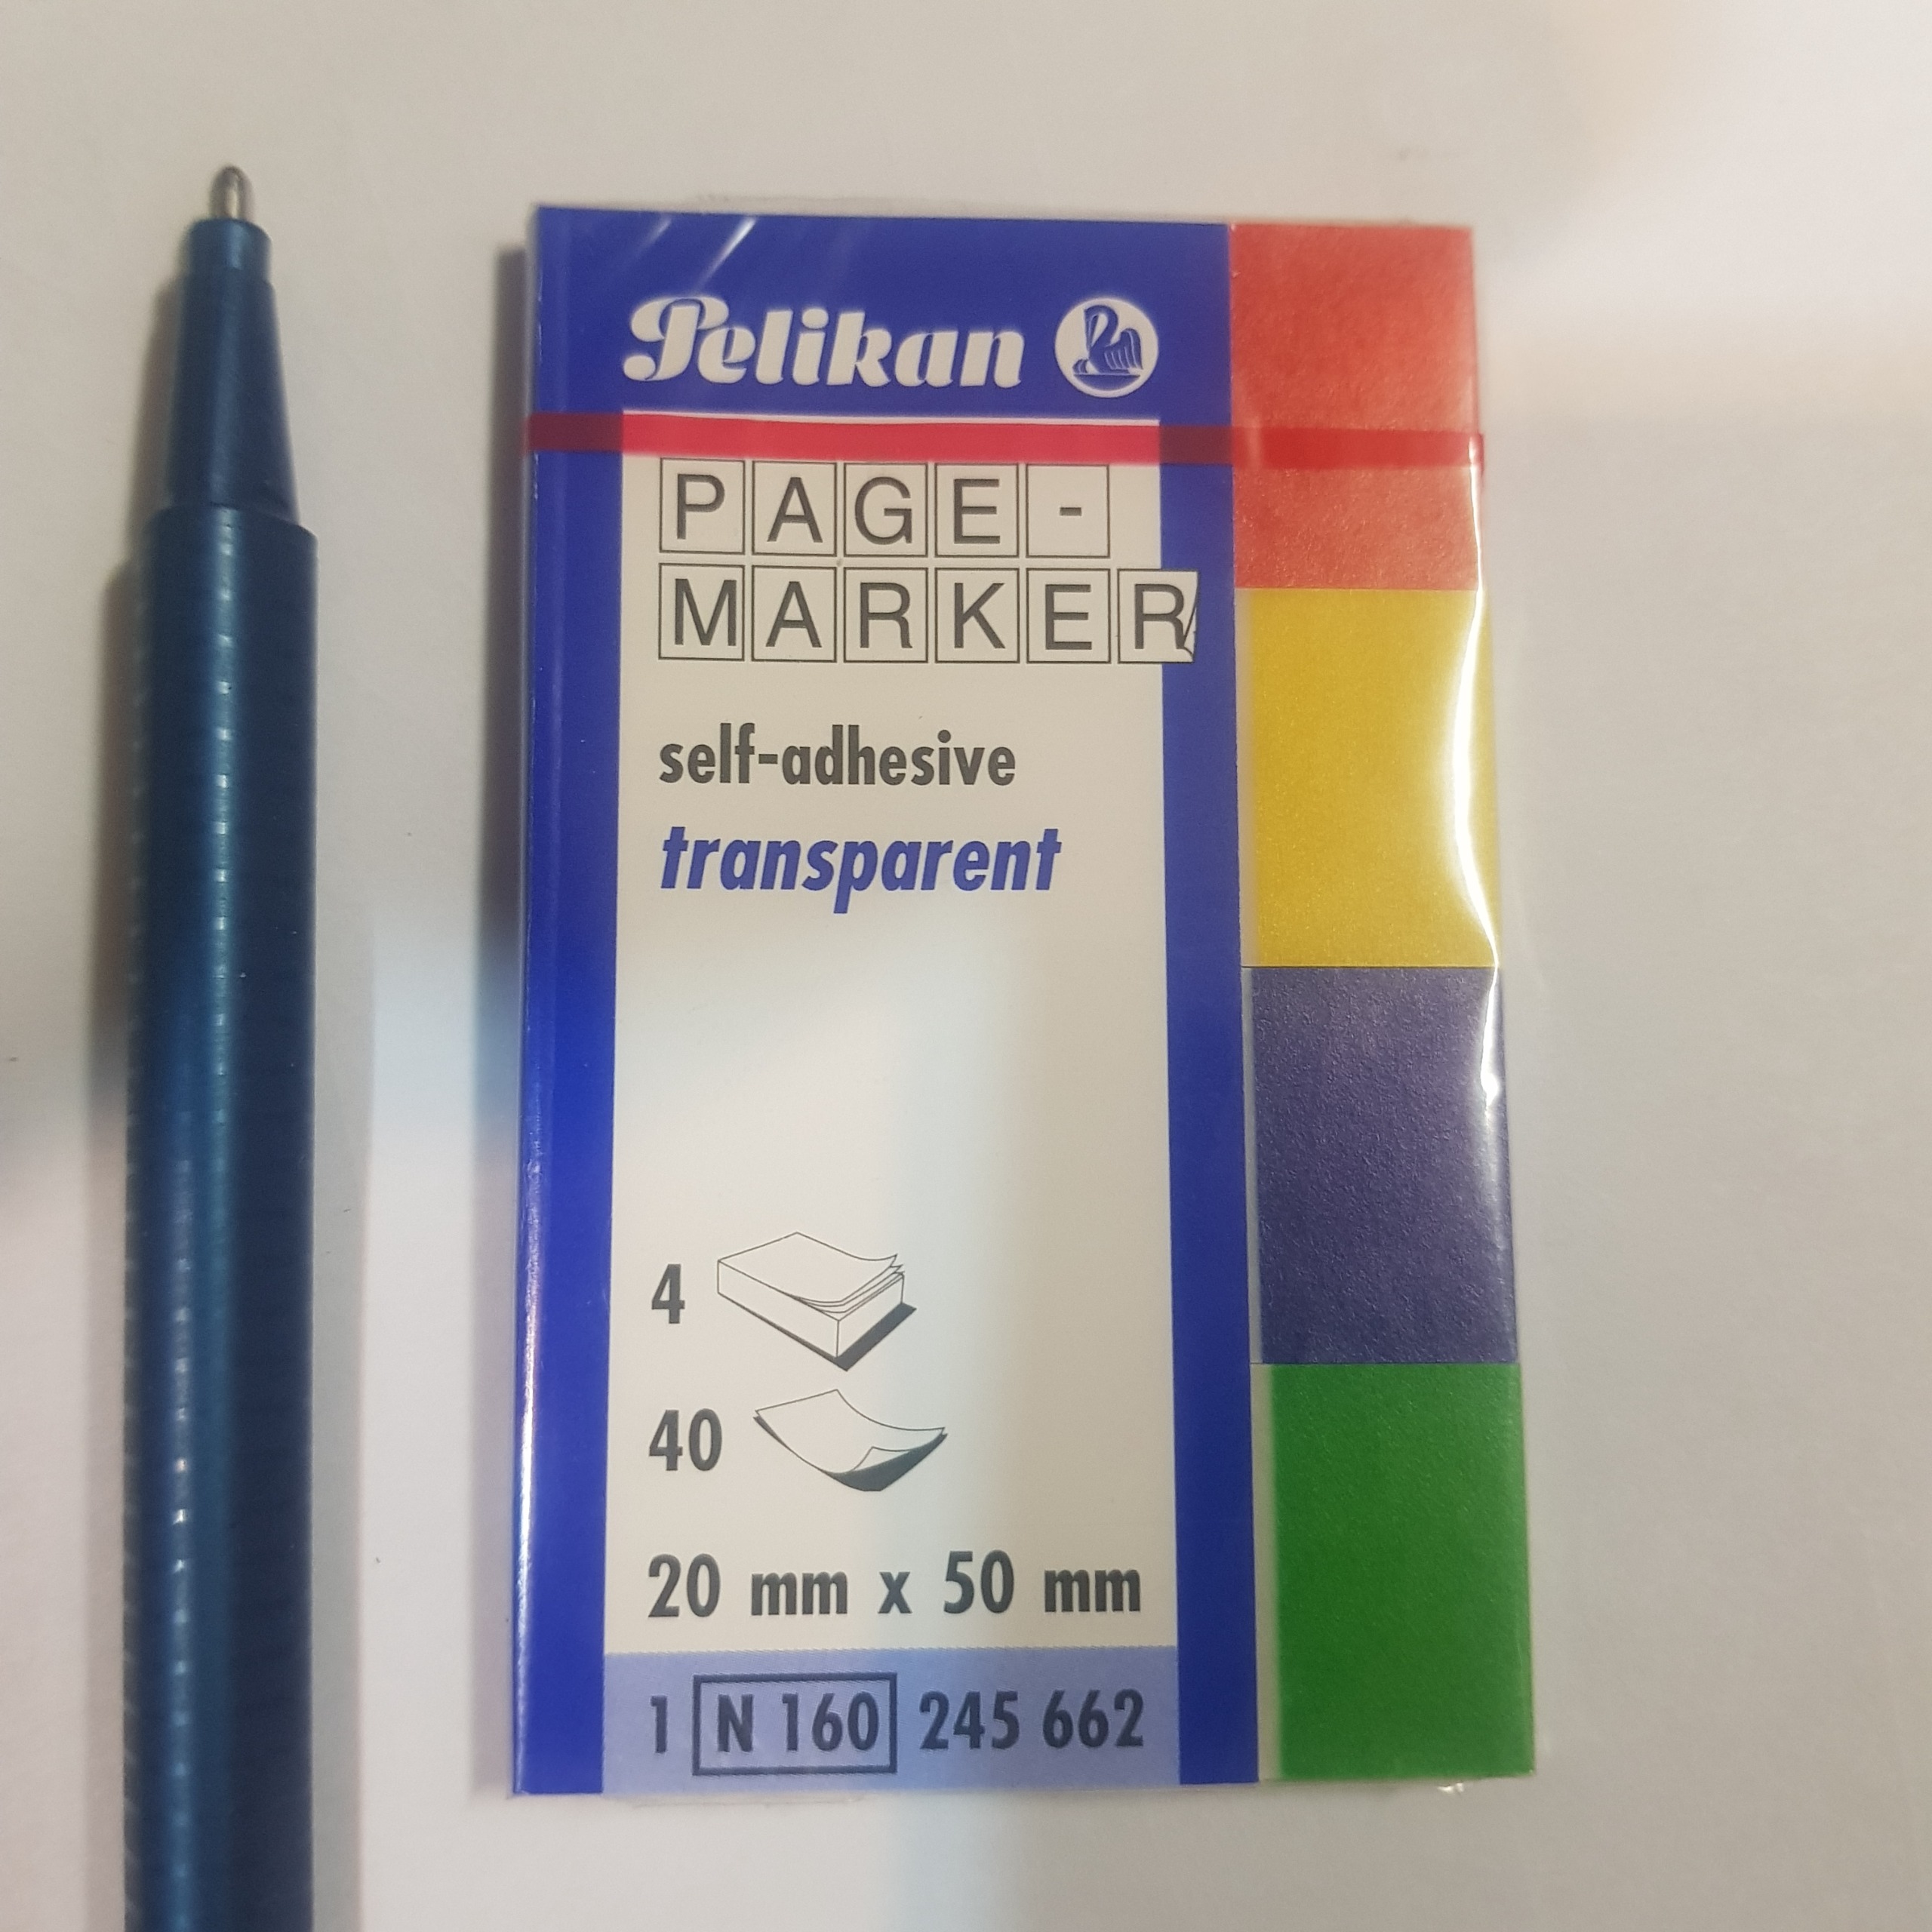 Pelikan
PAGE-
MARKER
self-adhesive
transparent
4
40
20 mm x 50 mm
1 N 160 245 662